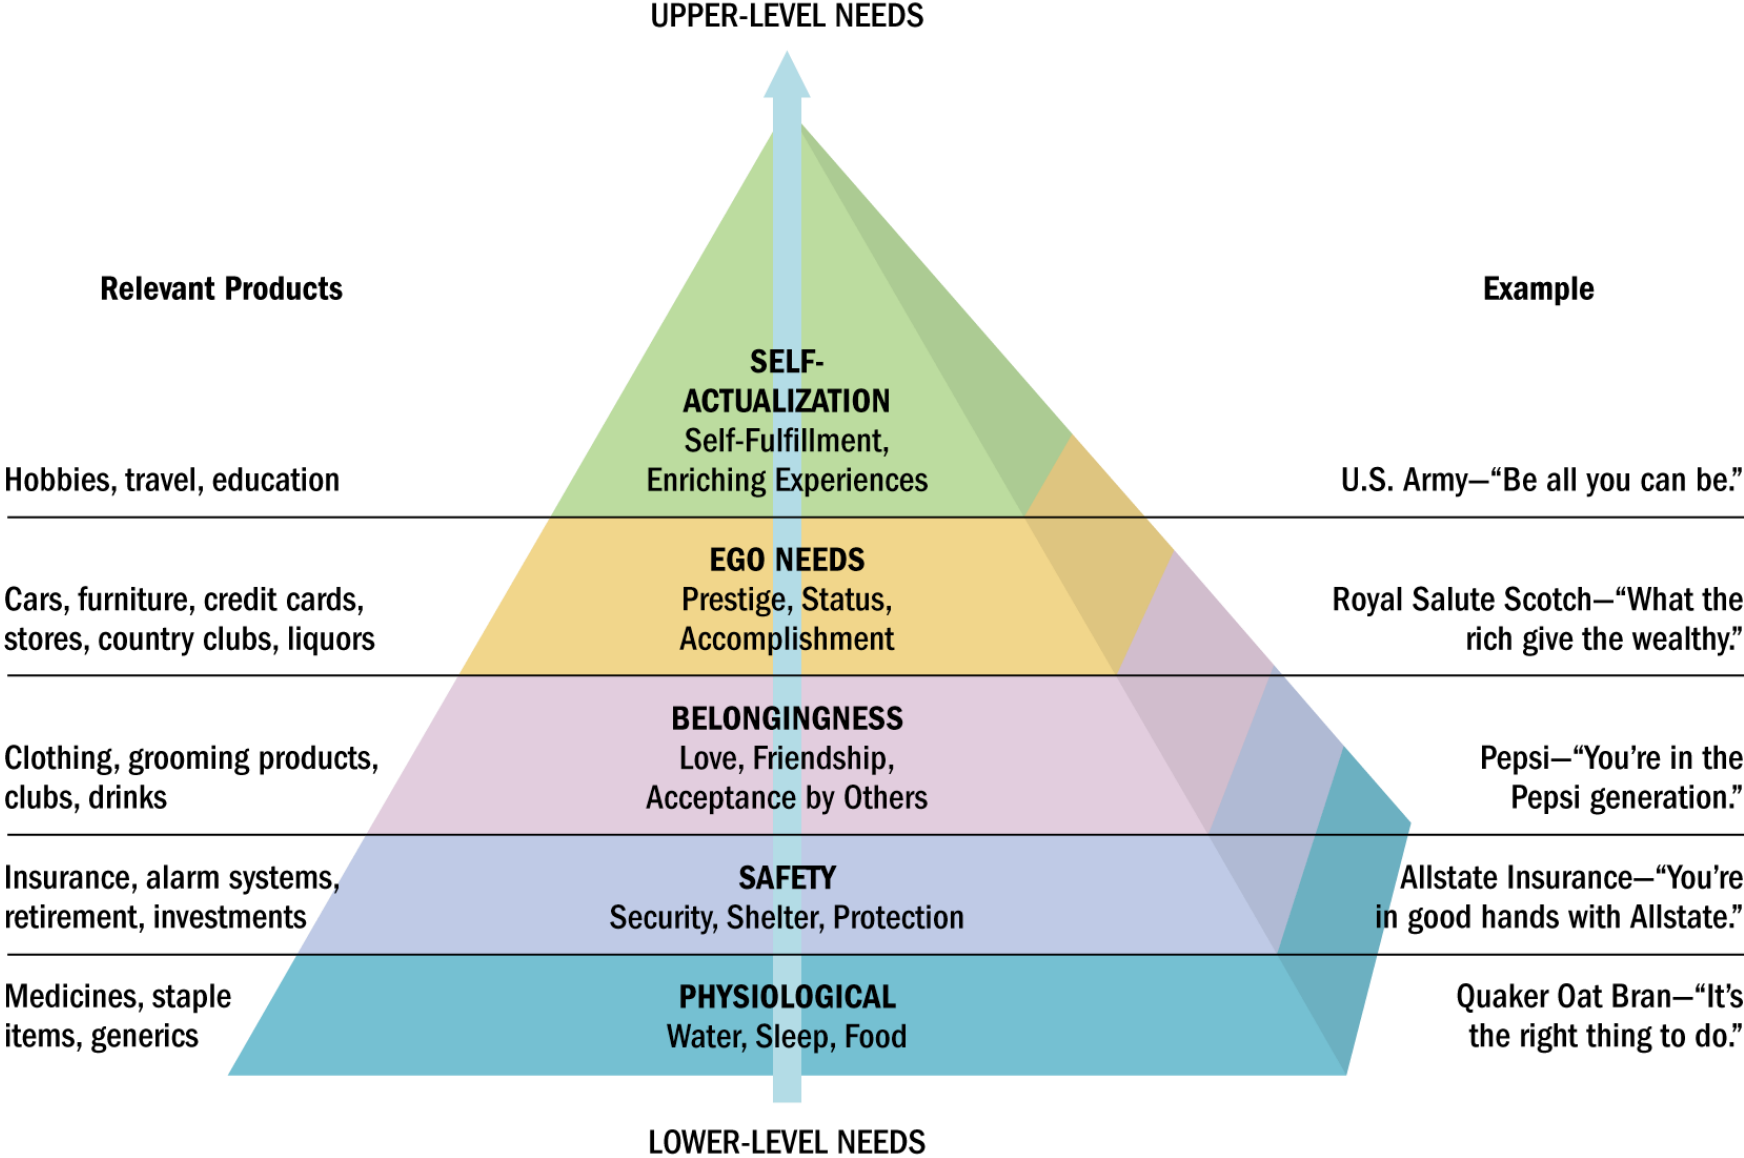 UPPER-LEVEL NEEDS
Relevant Products
Example
SELF-
ACTUALIZATION
Self-Fulfillment,
Enriching Experiences
Hobbies, travel, education
U.S. Army—“Be all you can be.”
EGO NEEDS
Prestige, Status,
Accomplishment
Cars, furniture, credit cards,
stores, country clubs, liquors
Royal Salute Scotch—“What the
rich give the wealthy.”
BELONGINGNESS
Love, Friendship,
Acceptance by Others
Clothing, grooming products,
clubs, drinks
Pepsi—“You’re in the
Pepsi generation.”
SAFETY
Security, Shelter, Protection
Insurance, alarm systems,
retirement, investments
Allstate Insurance—“You’re
in good hands with Allstate.”
PHYSIOLOGICAL
Water, Sleep, Food
Medicines, staple
items, generics
Quaker Oat Bran—“It’s
the right thing to do.”
LOWER-LEVEL NEEDS